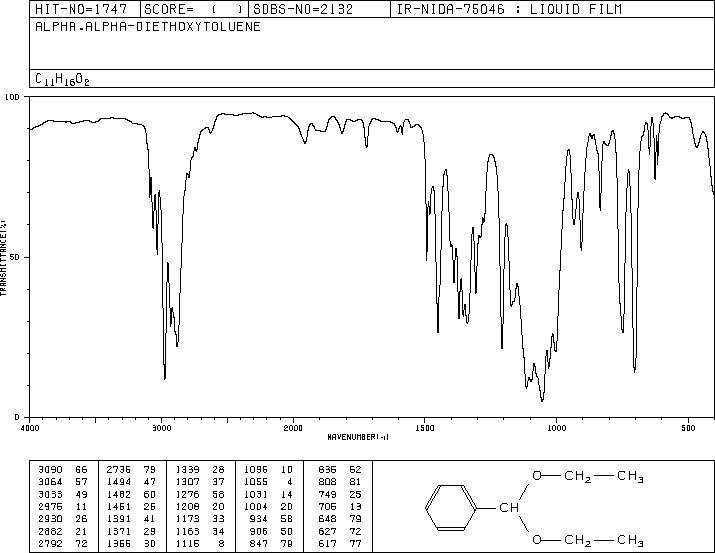 HIT-NO=1747 SCORE= ( ) SDBS-NO=2132 IR-NIDA-75046 : LIQUID FILM
ALPHA,ALPHA-DIETHOXYTOLUENE
C11H16O2
100
50
0
TRANSMITTANCE(%)
4000 3000 2000 1500 1000 500
WAVENUMBER(-1)
3090 66 2736 79 1339 28 1096 10 836 62
3064 57 1494 47 1307 37 1055 4 808 81
3033 49 1482 60 1276 58 1031 14 749 25
2976 11 1451 26 1208 20 1004 20 706 13
2930 26 1391 41 1173 33 934 58 648 79
2882 21 1371 29 1163 34 906 50 627 72
2792 72 1356 30 1116 8 847 79 617 77
O—CH2—CH3
CH
O—CH2—CH3